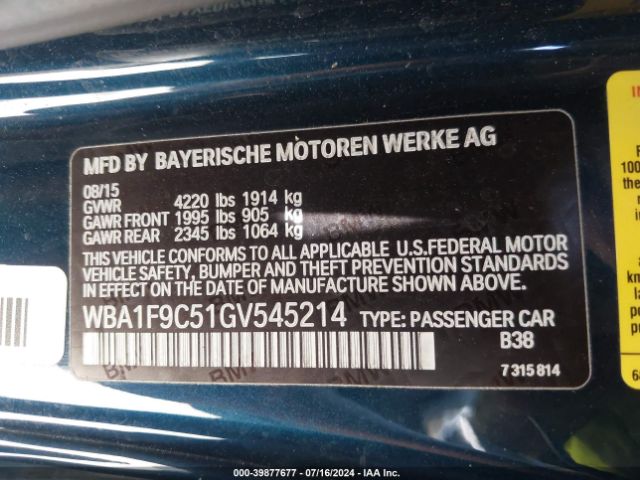 MFD BY BAYERISCHE MOTOREN WERKE AG
08/15
GVWR 4220 lbs 1914 kg
GAWR FRONT 1995 lbs 905 kg
GAWR REAR 2345 lbs 1064 kg
THIS VEHICLE CONFORMS TO ALL APPLICABLE U.S.FEDERAL MOTOR
VEHICLE SAFETY, BUMPER AND THEFT PREVENTION STANDARDS
IN EFFECT ON THE DATE OF MANUFACTURE SHOWN ABOVE.
WBA1F9C51GV545214 TYPE: PASSENGER CAR
B38
7 315 814
100
the
000-39877677 - 07/16/2024 - IAA Inc.